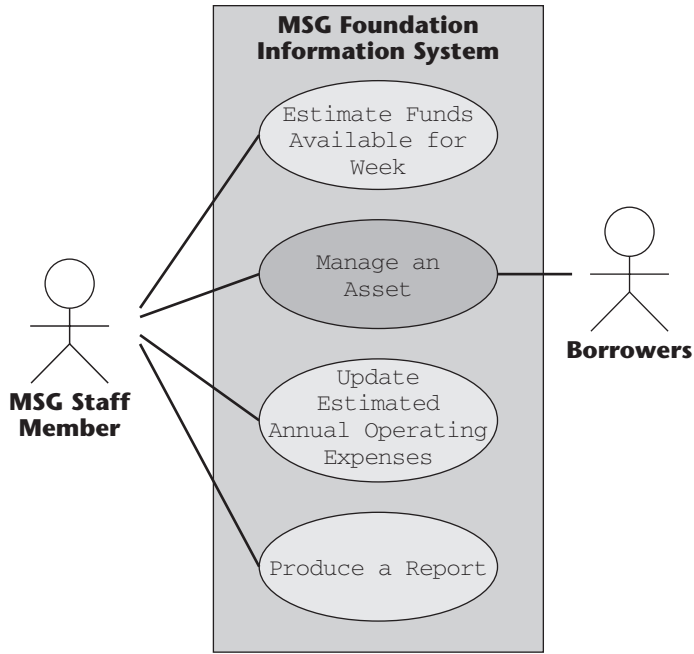 MSG Foundation
Information System
Estimate Funds
Available for
Week
Manage an
Asset
Borrowers
MSG Staff
Member
Update
Estimated
Annual Operating
Expenses
Produce a Report